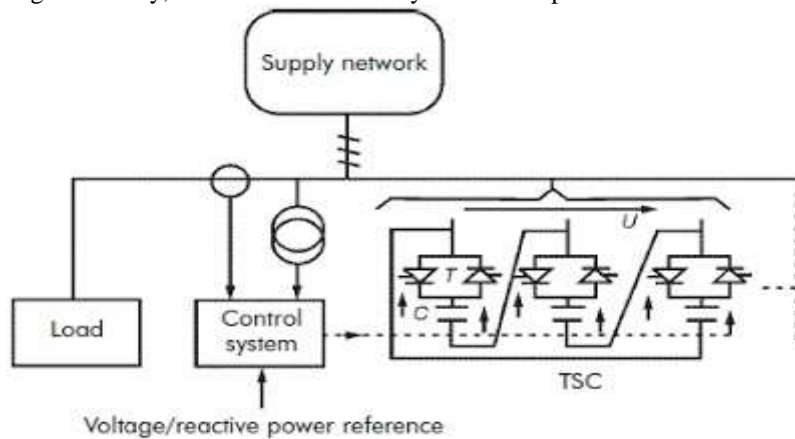 Supply network
U
T
C
Load
Control
system
TSC
Voltage/reactive power reference